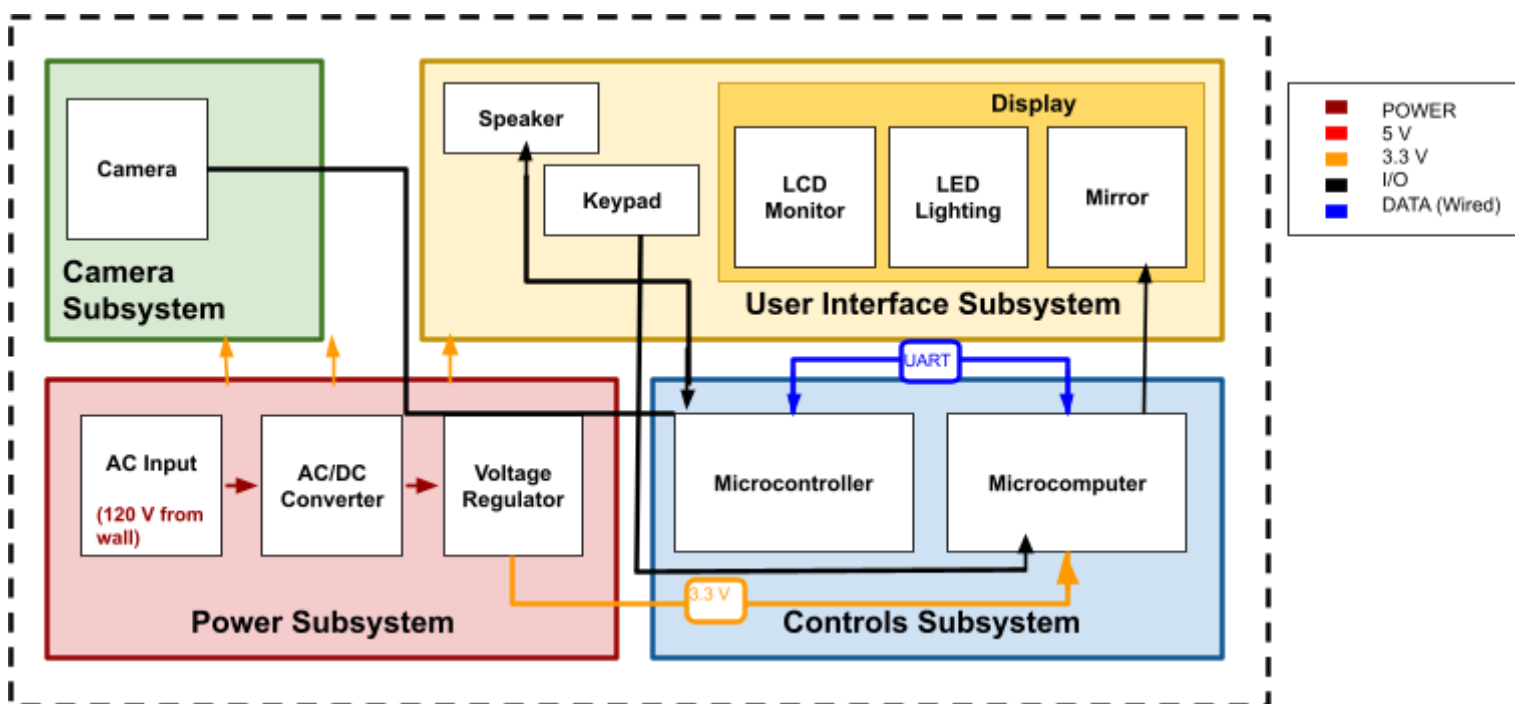 Camera
Camera
Subsystem
Speaker
Keypad
Display
LCD
Monitor
LED
Lighting
Mirror
User Interface Subsystem
POWER
5 V
3.3 V
I/O
DATA (Wired)
AC Input
(120 V from
wall)
AC/DC
Converter
Voltage
Regulator
Power Subsystem
UART
Microcontroller
Microcomputer
3.3 V
Controls Subsystem